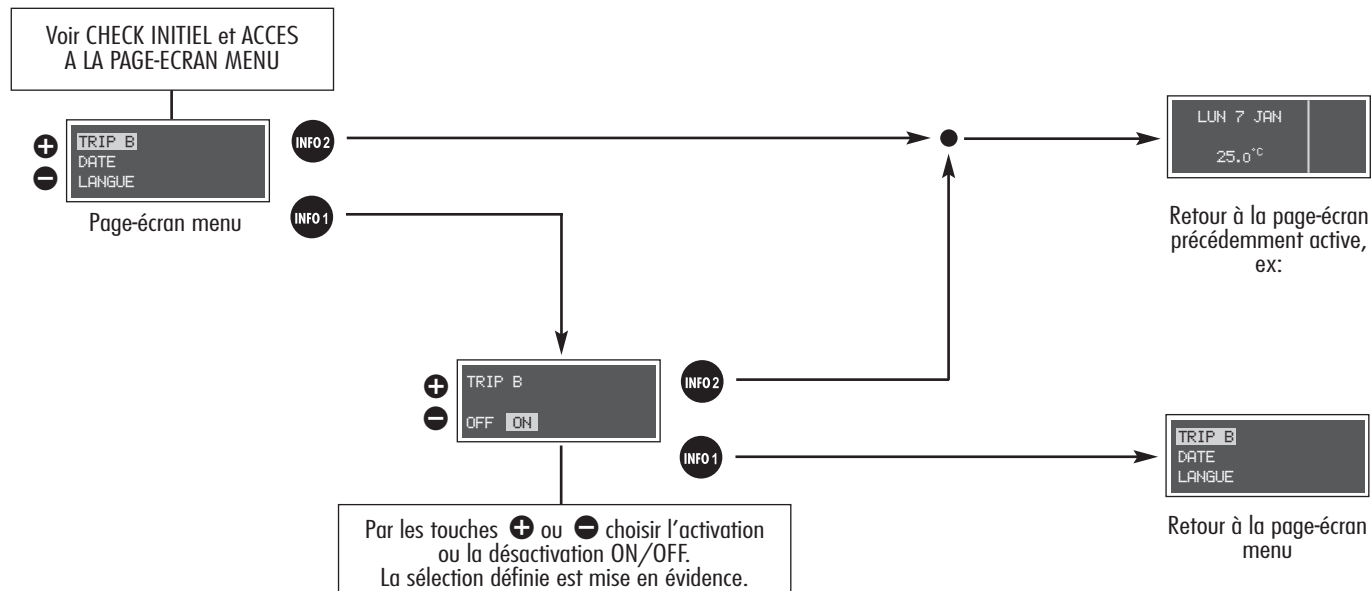 Voir CHECK INITIEL et ACCES
A LA PAGE-ECRAN MENU
TRIP B
DATE
LANGUE
Page-écran menu
INFO 2
INFO 1
LUN 7 JAN
25.0°C
Retour à la page-écran
précédemment active,
ex:
TRIP B
OFF ON
INFO 2
INFO 1
TRIP B
DATE
LANGUE
Retour à la page-écran
menu
Par les touches + ou - choisir l'activation
ou la désactivation ON/OFF.
La sélection définie est mise en évidence.